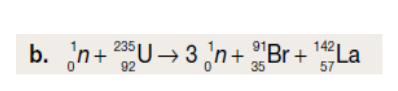 b. ¹₀n + ²³⁵₉₂U → 3 ¹₀n + ⁹¹₃₅Br + ¹⁴²₅₇La